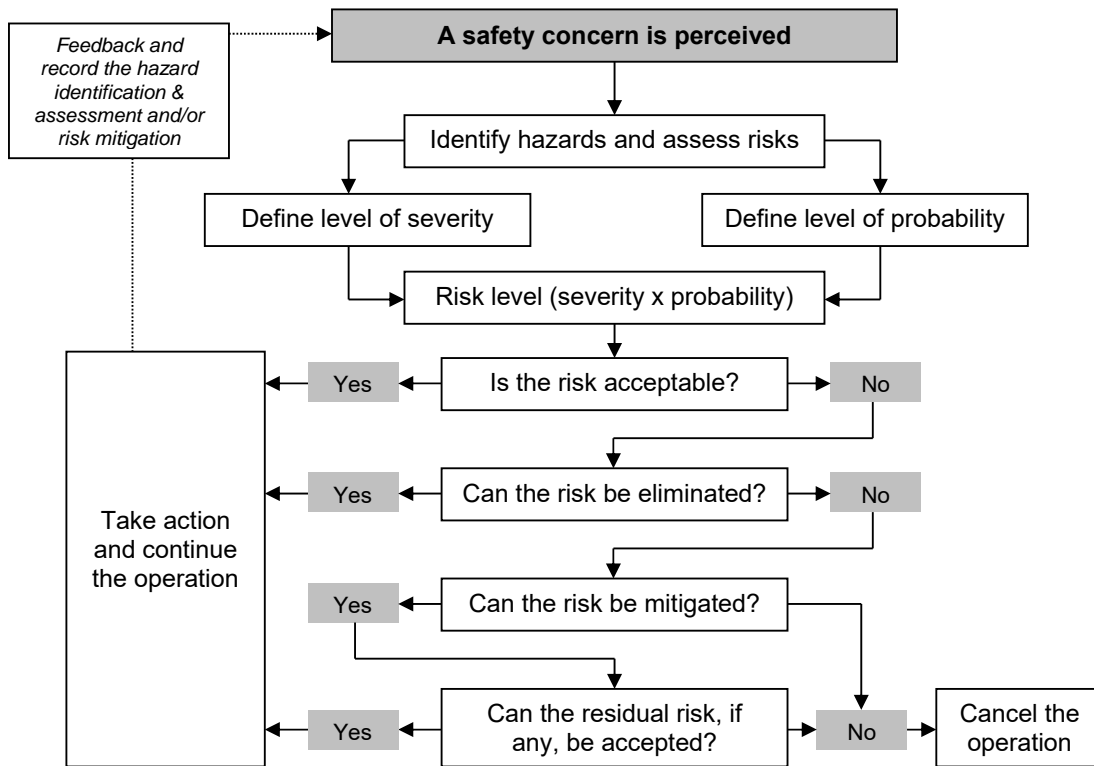 Feedback and
record the hazard
identification &
assessment and/or
risk mitigation
A safety concern is perceived
Identify hazards and assess risks
Define level of severity
Define level of probability
Risk level (severity x probability)
Yes
Is the risk acceptable?
No
Yes
Can the risk be eliminated?
No
Take action
and continue
the operation
Yes
Can the risk be mitigated?
Yes
Can the residual risk, if
any, be accepted?
No
Cancel the
operation